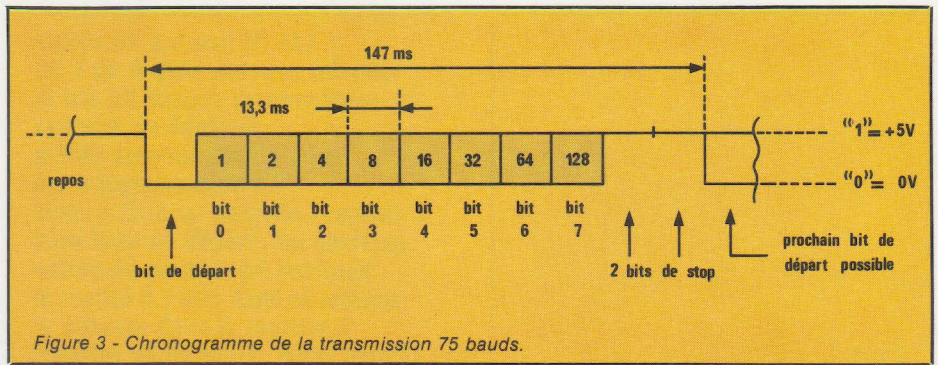 147 ms
13,3 ms
"1" = +5V
repos
1 2 4 8 16 32 64 128
"0" = 0V
bit bit bit bit bit bit bit bit
0 1 2 3 4 5 6 7
bit de départ
2 bits de stop
prochain bit de
départ possible
Figure 3 - Chronogramme de la transmission 75 bauds.